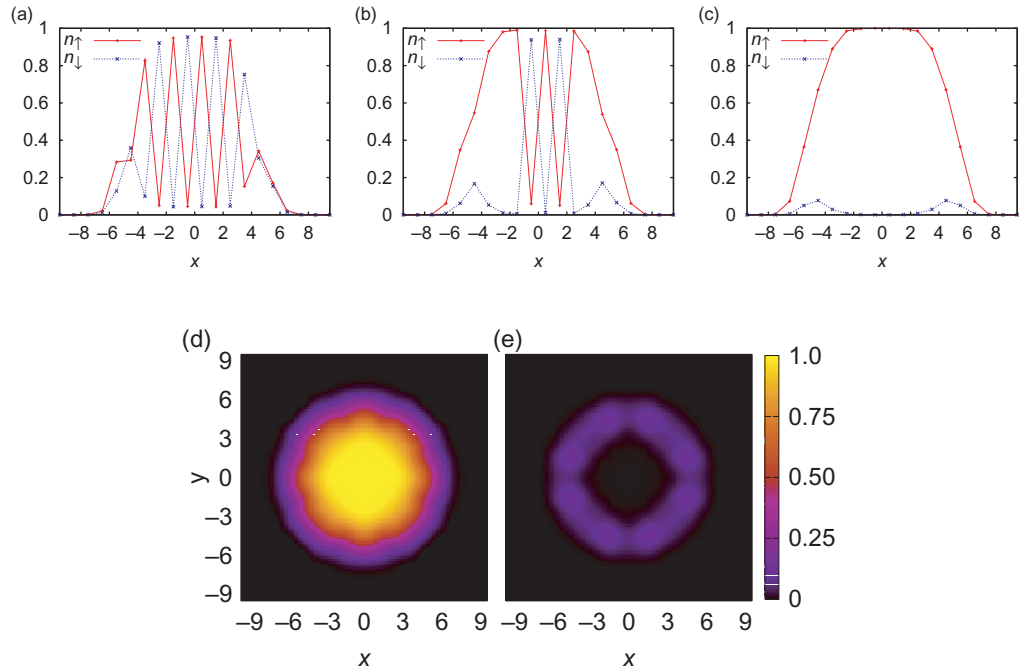 (a) (b) (c)
1 1 1
n↑ n↑ n↑
n↓ n↓ n↓
0.8 0.8 0.8
0.6 0.6 0.6
0.4 0.4 0.4
0.2 0.2 0.2
0 0 0
−8 −6 −4 −2 0 2 4 6 8 −8 −6 −4 −2 0 2 4 6 8 −8 −6 −4 −2 0 2 4 6 8
x x x
(d) (e)
9 1.0
6
3 0.75
y 0 0.50
−3
−6 0.25
−9 0
−9 −6 −3 0 3 6 9 −9 −6 −3 0 3 6 9
x x